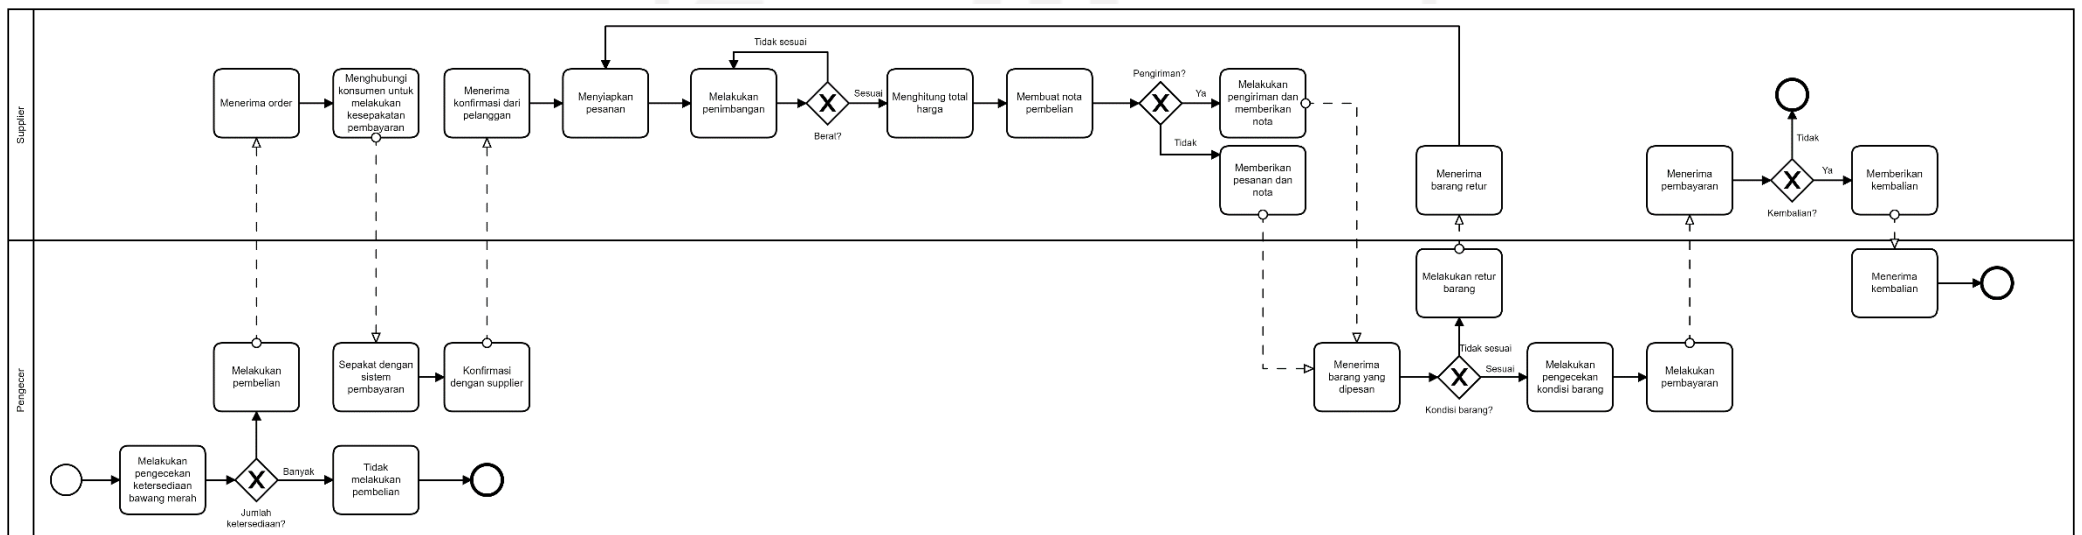 Supplier
Menerima order
Menghubungi
konsumen untuk
melakukan
kesepakatan
pembayaran
Menerima
konfirmasi dari
pelanggan
Menyiapkan
pesanan
Tidak sesuai
Melakukan
penimbangan
Berat?
Sesuai
Menghitung total
harga
Membuat nota
pembelian
Pengiriman?
Ya
Melakukan
pengiriman dan
memberikan
nota
Tidak
Memberikan
pesanan dan
nota
Menerima
barang retur
Menerima
pembayaran
Tidak
Kembalian?
Ya
Memberikan
kembalian
Pengecer
Melakukan
pengecekan
ketersediaan
bawang merah
Jumlah
ketersediaan?
Banyak
Tidak
melakukan
pembelian
Melakukan
pembelian
Sepakat dengan
sistem
pembayaran
Konfirmasi
dengan supplier
Menerima
barang yang
dipesan
Kondisi barang?
Tidak sesuai
Melakukan retur
barang
Sesuai
Melakukan
pengecekan
kondisi barang
Melakukan
pembayaran
Menerima
kembalian